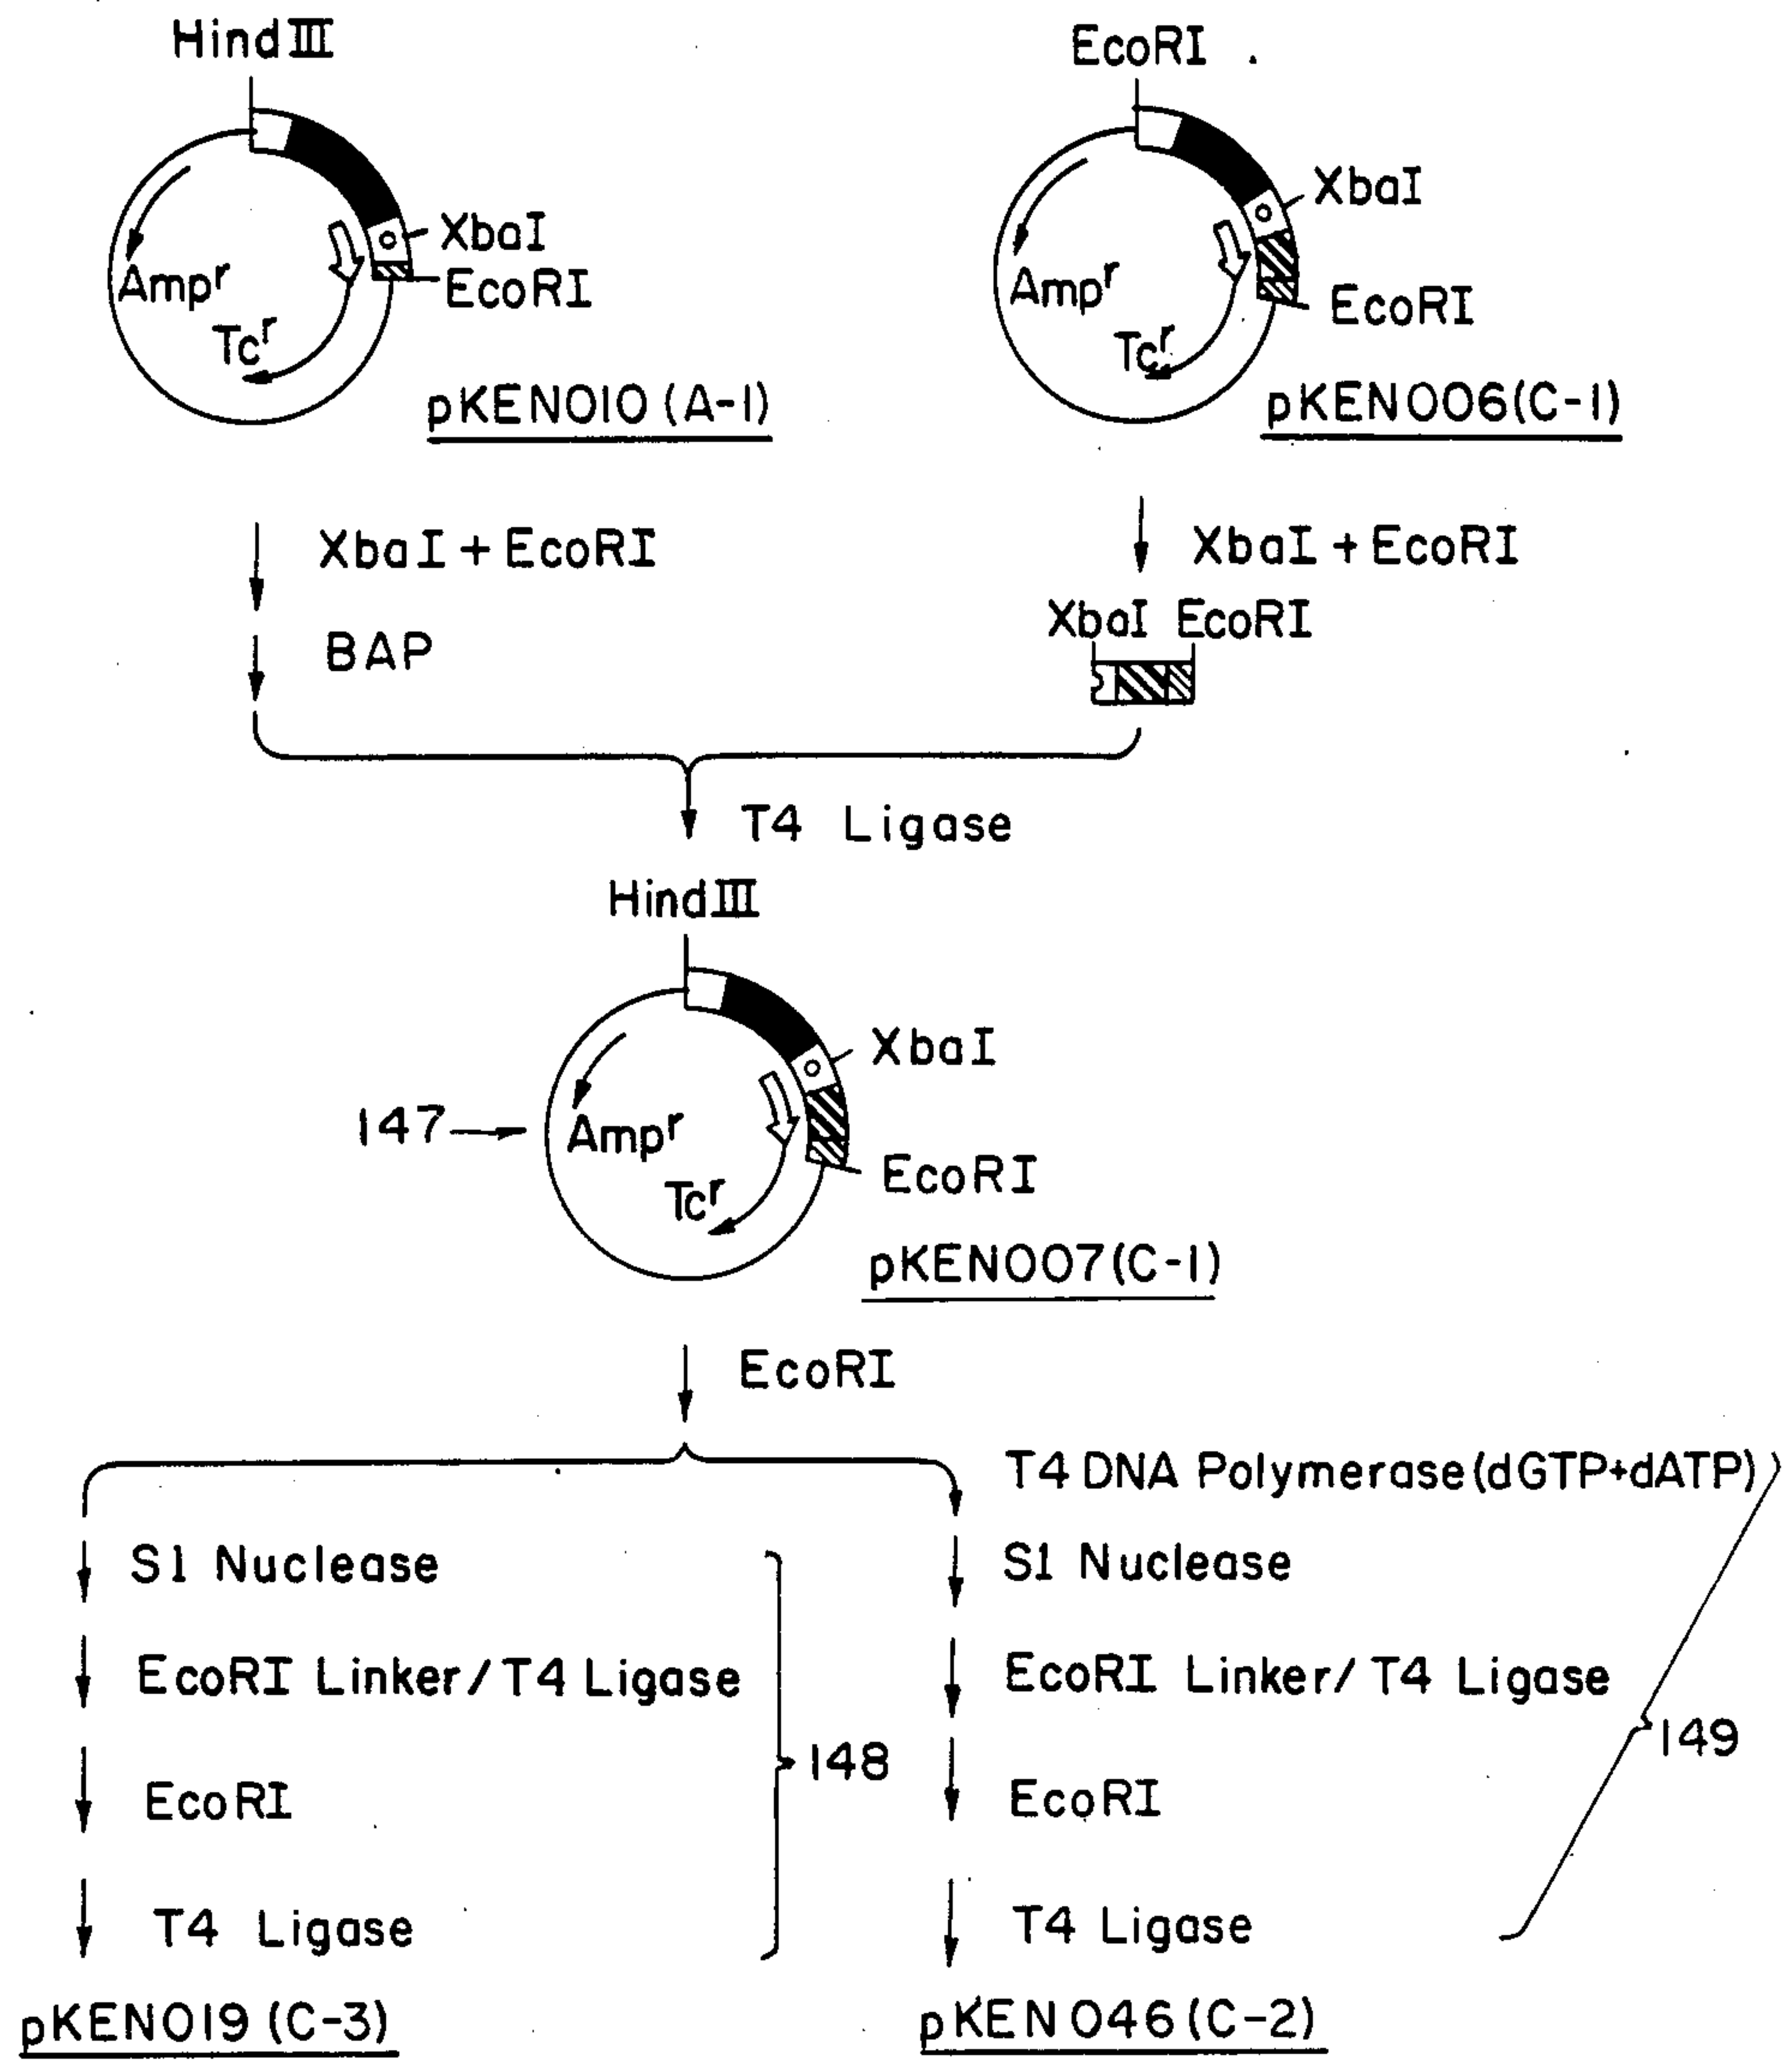 HindIII
XbaI
EcoRI
Ampʳ
Tcʳ
pKEN010 (A-1)
EcoRI
XbaI
EcoRI
Ampʳ
Tcʳ
pKEN006(C-1)
XbaI + EcoRI
BAP
XbaI + EcoRI
XbaI EcoRI
T4 Ligase
HindIII
XbaI
147
Ampʳ
EcoRI
Tcʳ
pKEN007(C-1)
EcoRI
S1 Nuclease
EcoRI Linker/T4 Ligase
148
EcoRI
T4 Ligase
pKEN019 (C-3)
T4 DNA Polymerase(dGTP+dATP)
S1 Nuclease
EcoRI Linker/T4 Ligase
149
EcoRI
T4 Ligase
pKEN046(C-2)